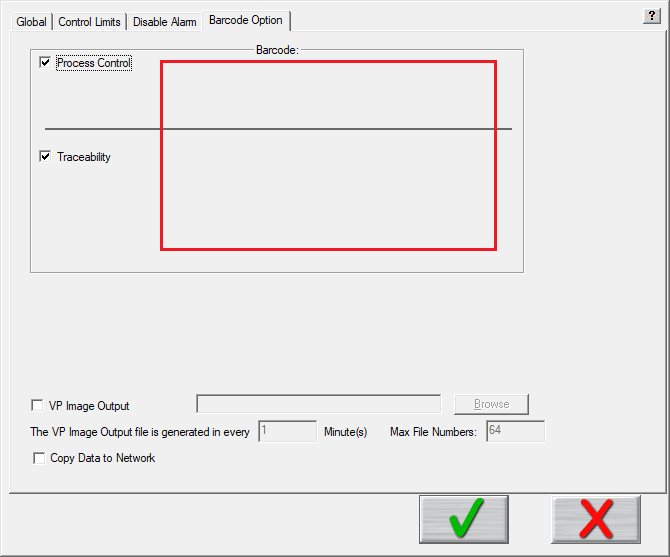 Global Control Limits Disable Alarm Barcode Option ?
Barcode:
Process Control
Traceability
VP Image Output Browse
The VP Image Output file is generated in every 1 Minute(s) Max File Numbers: 64
Copy Data to Network